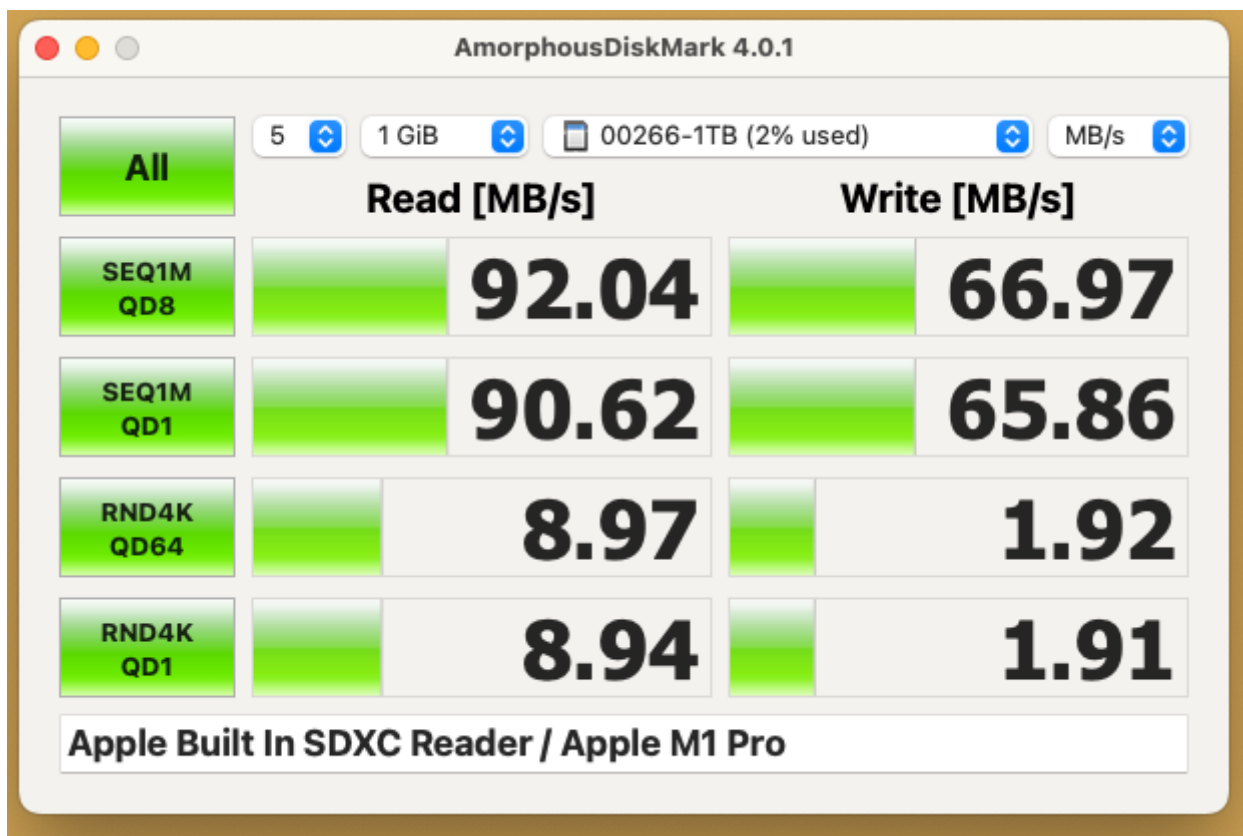 AmorphousDiskMark 4.0.1
All
5 1 GiB 00266-1TB (2% used) MB/s
Read [MB/s] Write [MB/s]
SEQ1M
QD8
92.04 66.97
SEQ1M
QD1
90.62 65.86
RND4K
QD64
8.97 1.92
RND4K
QD1
8.94 1.91
Apple Built In SDXC Reader / Apple M1 Pro